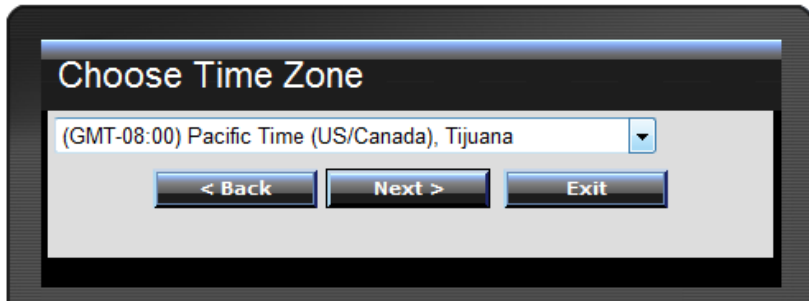 Choose Time Zone
(GMT-08:00) Pacific Time (US/Canada), Tijuana
< Back Next > Exit